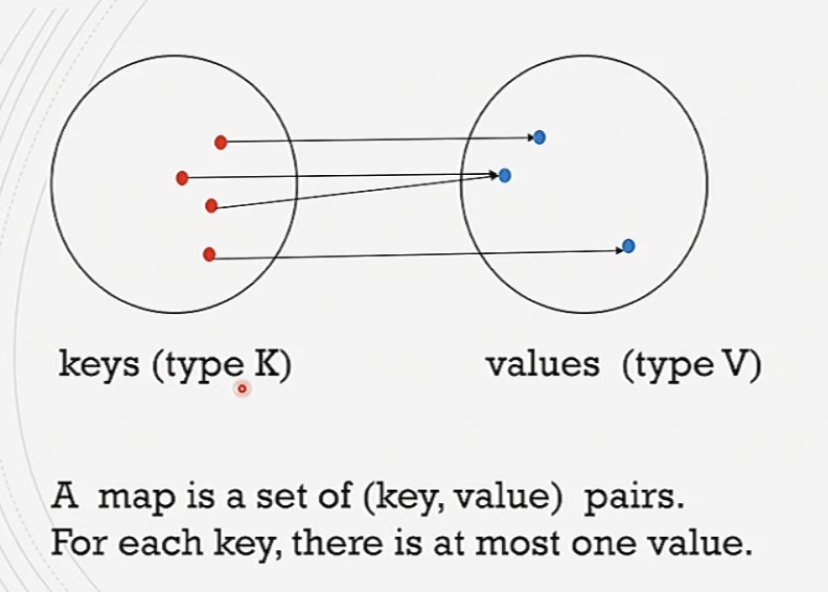 keys (type K)
values (type V)
A map is a set of (key, value) pairs.
For each key, there is at most one value.